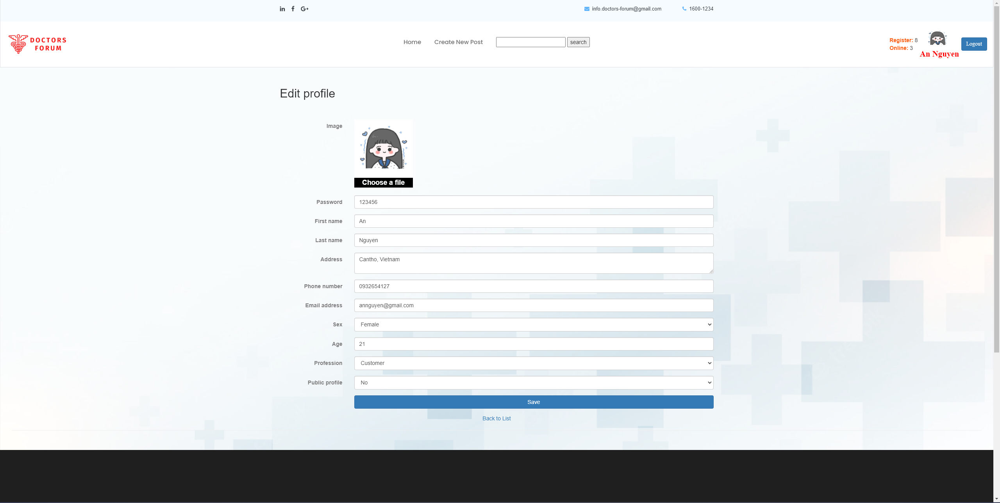 info.doctors-forum@gmail.com 1600-1234
DOCTORS
FORUM
Home Create New Post search
Register: 8
Online: 3
An Nguyen
Logout
Edit profile
Image
Choose a file
Password 123456
First name An
Last name Nguyen
Address Cantho, Vietnam
Phone number 0932654127
Email address annguyen@gmail.com
Sex Female
Age 21
Profession Customer
Public profile No
Save
Back to List